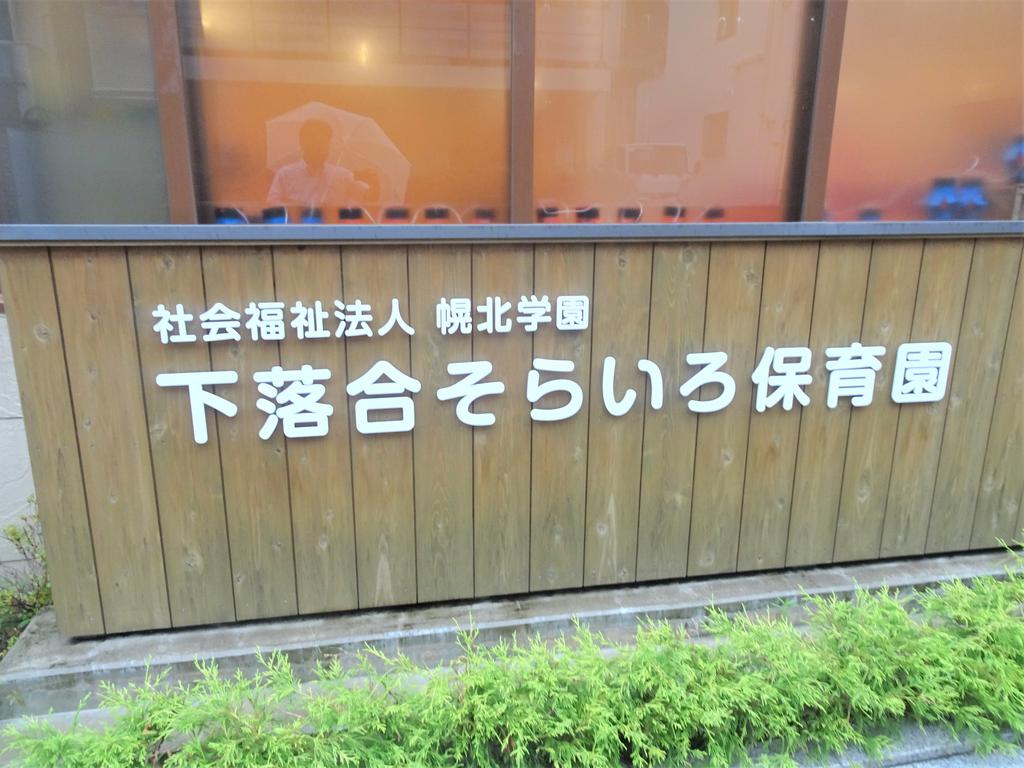 社会福祉法人 幌北学園
下落合そらいろ保育園